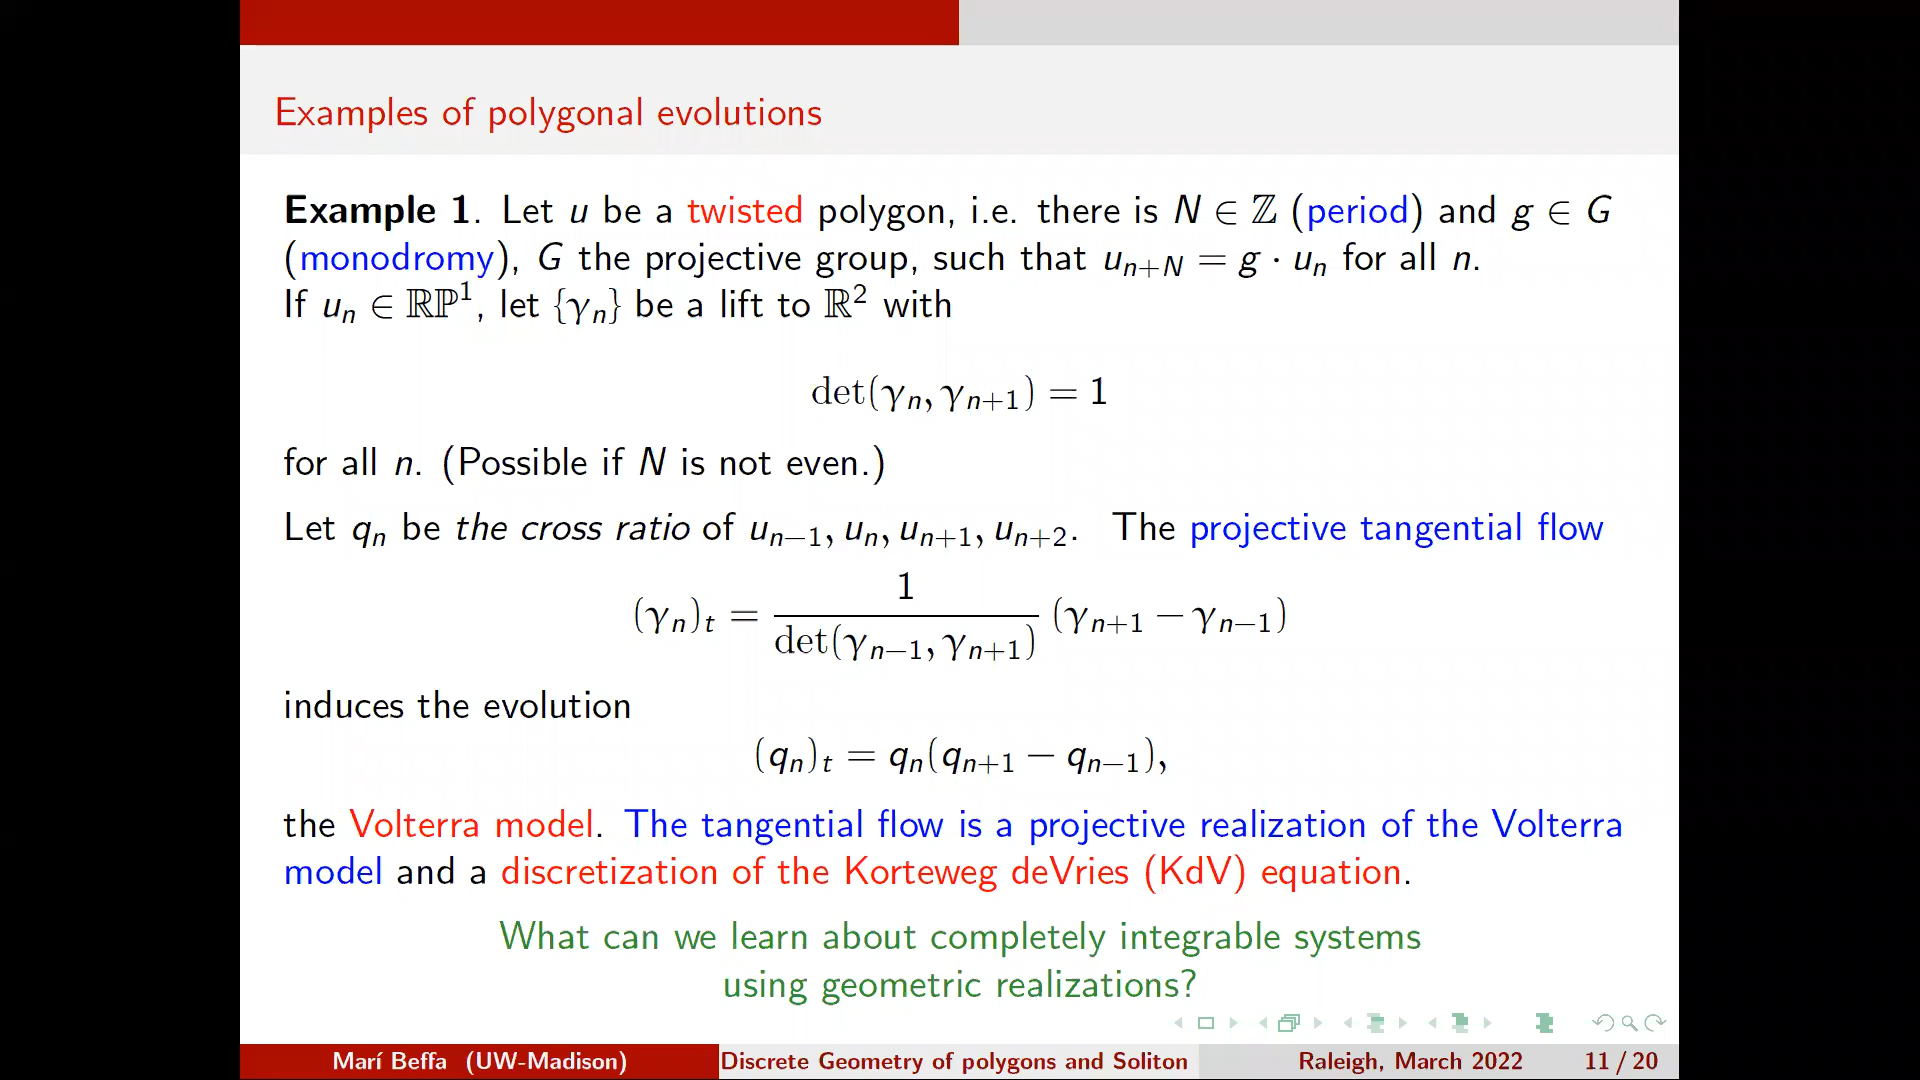 Examples of polygonal evolutions
Example 1. Let u be a twisted polygon, i.e. there is N ∈ ℤ (period) and g ∈ G
(monodromy), G the projective group, such that u_{n+N} = g · u_n for all n.
If u_n ∈ ℝℙ¹, let {γ_n} be a lift to ℝ² with
det(γ_n, γ_{n+1}) = 1
for all n. (Possible if N is not even.)
Let q_n be the cross ratio of u_{n−1}, u_n, u_{n+1}, u_{n+2}. The projective tangential flow
(γ_n)_t = \frac{1}{det(γ_{n−1}, γ_{n+1})} (γ_{n+1} − γ_{n−1})
induces the evolution
(q_n)_t = q_n(q_{n+1} − q_{n−1}),
the Volterra model. The tangential flow is a projective realization of the Volterra
model and a discretization of the Korteweg deVries (KdV) equation.
What can we learn about completely integrable systems
using geometric realizations?
Marí Beffa (UW-Madison) Discrete Geometry of polygons and Soliton Raleigh, March 2022 11 / 20